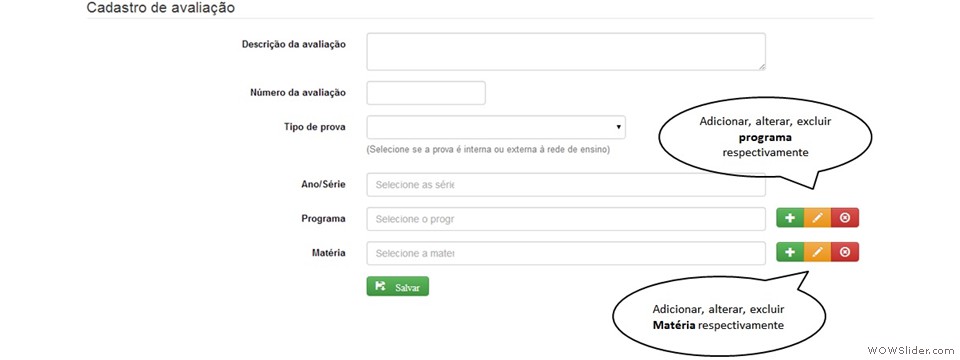 Cadastro de avaliação
Descrição da avaliação
Número da avaliação
Tipo de prova
(Selecione se a prova é interna ou externa à rede de ensino)
Adicionar, alterar, excluir
programa
respectivamente
Ano/Série
Selecione as série
Programa
Selecione o progr
Matéria
Selecione a mater
Salvar
Adicionar, alterar, excluir
Matéria respectivamente
WOWSlider.com